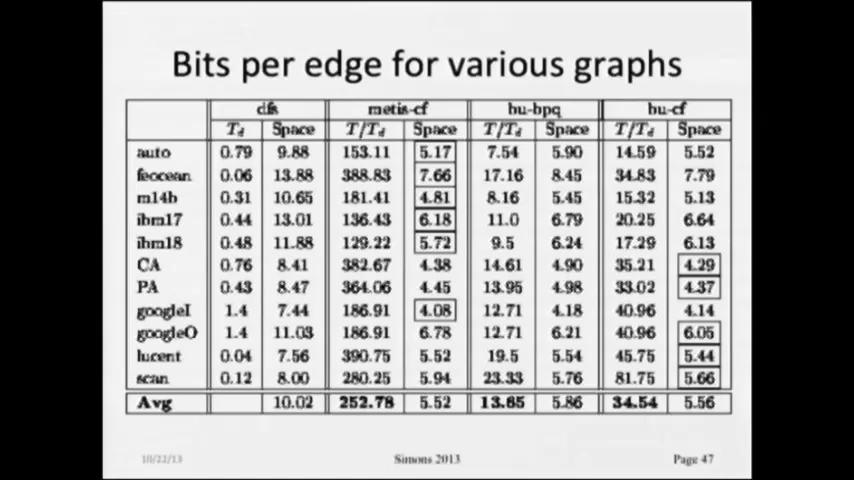 Bits per edge for various graphs
dfs metis-cf bu-bpq bu-cf
T_d Space T/T_d Space T/T_d Space T/T_d Space
auto 0.79 9.88 153.11 5.17 7.54 5.90 14.59 5.52
feocean 0.06 13.88 388.83 7.66 17.16 8.45 34.83 7.79
m14b 0.31 10.65 181.41 4.81 8.16 5.45 15.32 5.13
ibm17 0.44 13.01 136.43 6.18 11.0 6.79 20.25 6.64
ibm18 0.48 11.88 129.22 5.72 9.5 6.24 17.29 6.13
CA 0.76 8.41 382.67 4.38 14.61 4.90 35.21 4.29
PA 0.43 8.47 364.06 4.45 13.95 4.98 33.02 4.37
googleI 1.4 7.44 186.91 4.08 12.71 4.18 40.96 4.14
googleO 1.4 11.03 186.91 6.78 12.71 6.21 40.96 6.05
lucent 0.04 7.56 390.75 5.52 19.5 5.54 45.75 5.44
scan 0.12 8.00 280.25 5.94 23.33 5.76 81.75 5.66
Avg 10.02 252.78 5.52 13.65 5.86 34.54 5.56
10/22/13 Simons 2013 Page 47